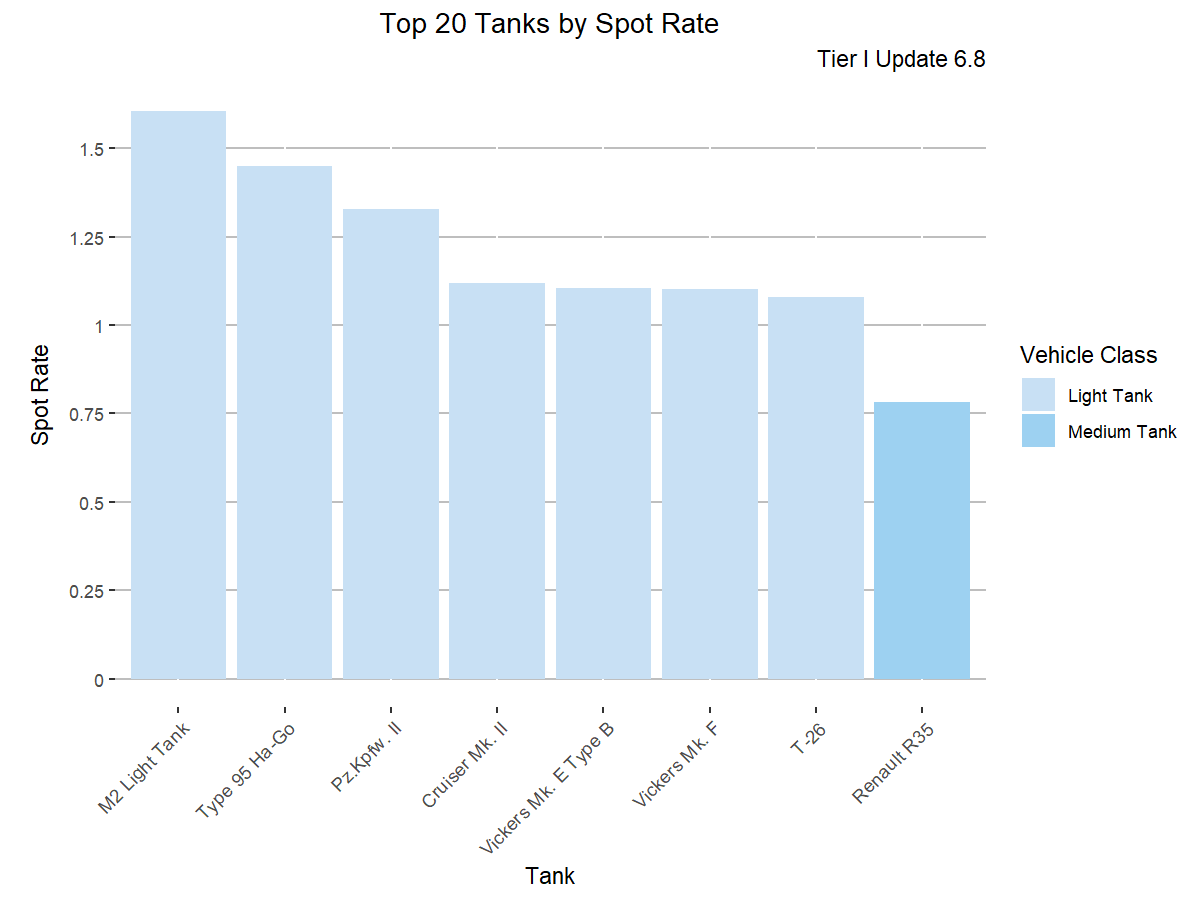 Top 20 Tanks by Spot Rate
Tier I Update 6.8
1.5
1.25
1
0.75
0.5
0.25
0
Spot Rate
M2 Light Tank
Type 95 Ha-Go
Pz.Kpfw. II
Cruiser Mk. II
Vickers Mk. E Type B
Vickers Mk. F
T-26
Renault R35
Tank
Vehicle Class
Light Tank
Medium Tank